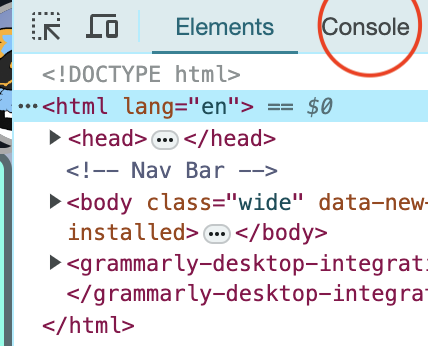 Elements Console
<!DOCTYPE html>
<html lang="en"> == $0
<head> </head>
<!-- Nav Bar -->
<body class="wide" data-new-
installed> </body>
<grammarly-desktop-integrati
</grammarly-desktop-integrat
</html>